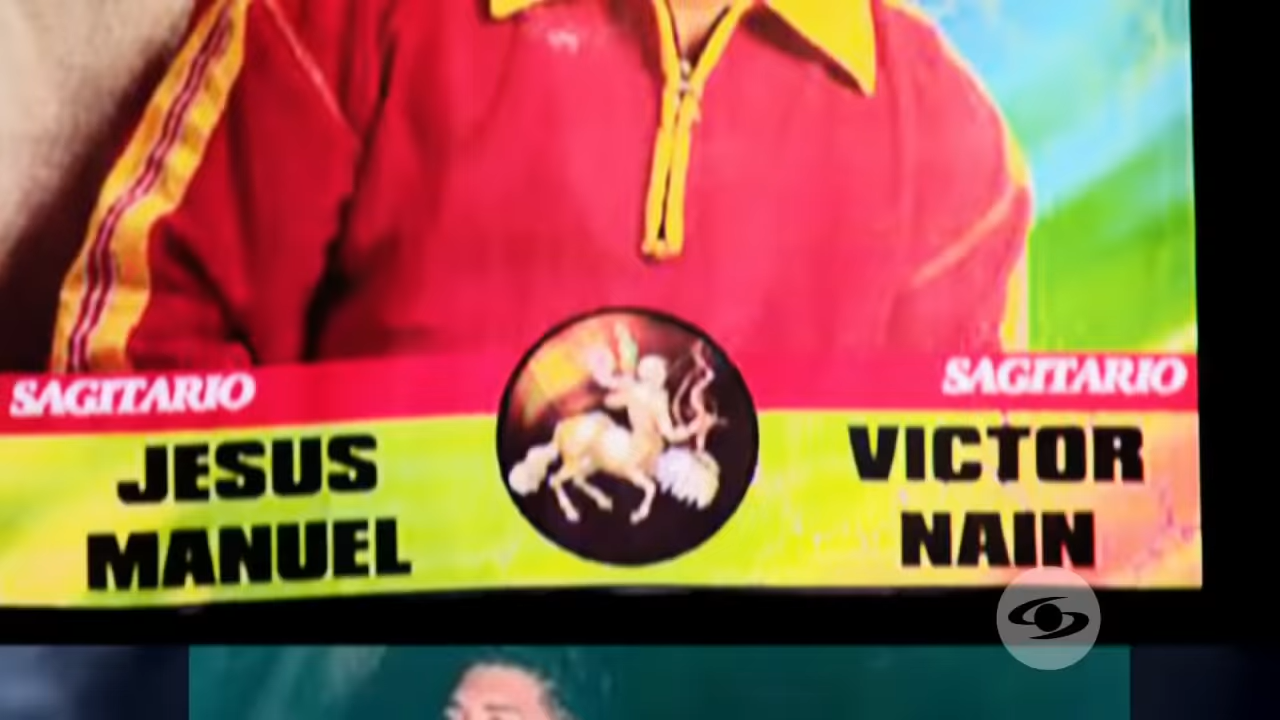 SAGITARIO
JESUS
MANUEL
SAGITARIO
VICTOR
NAIN